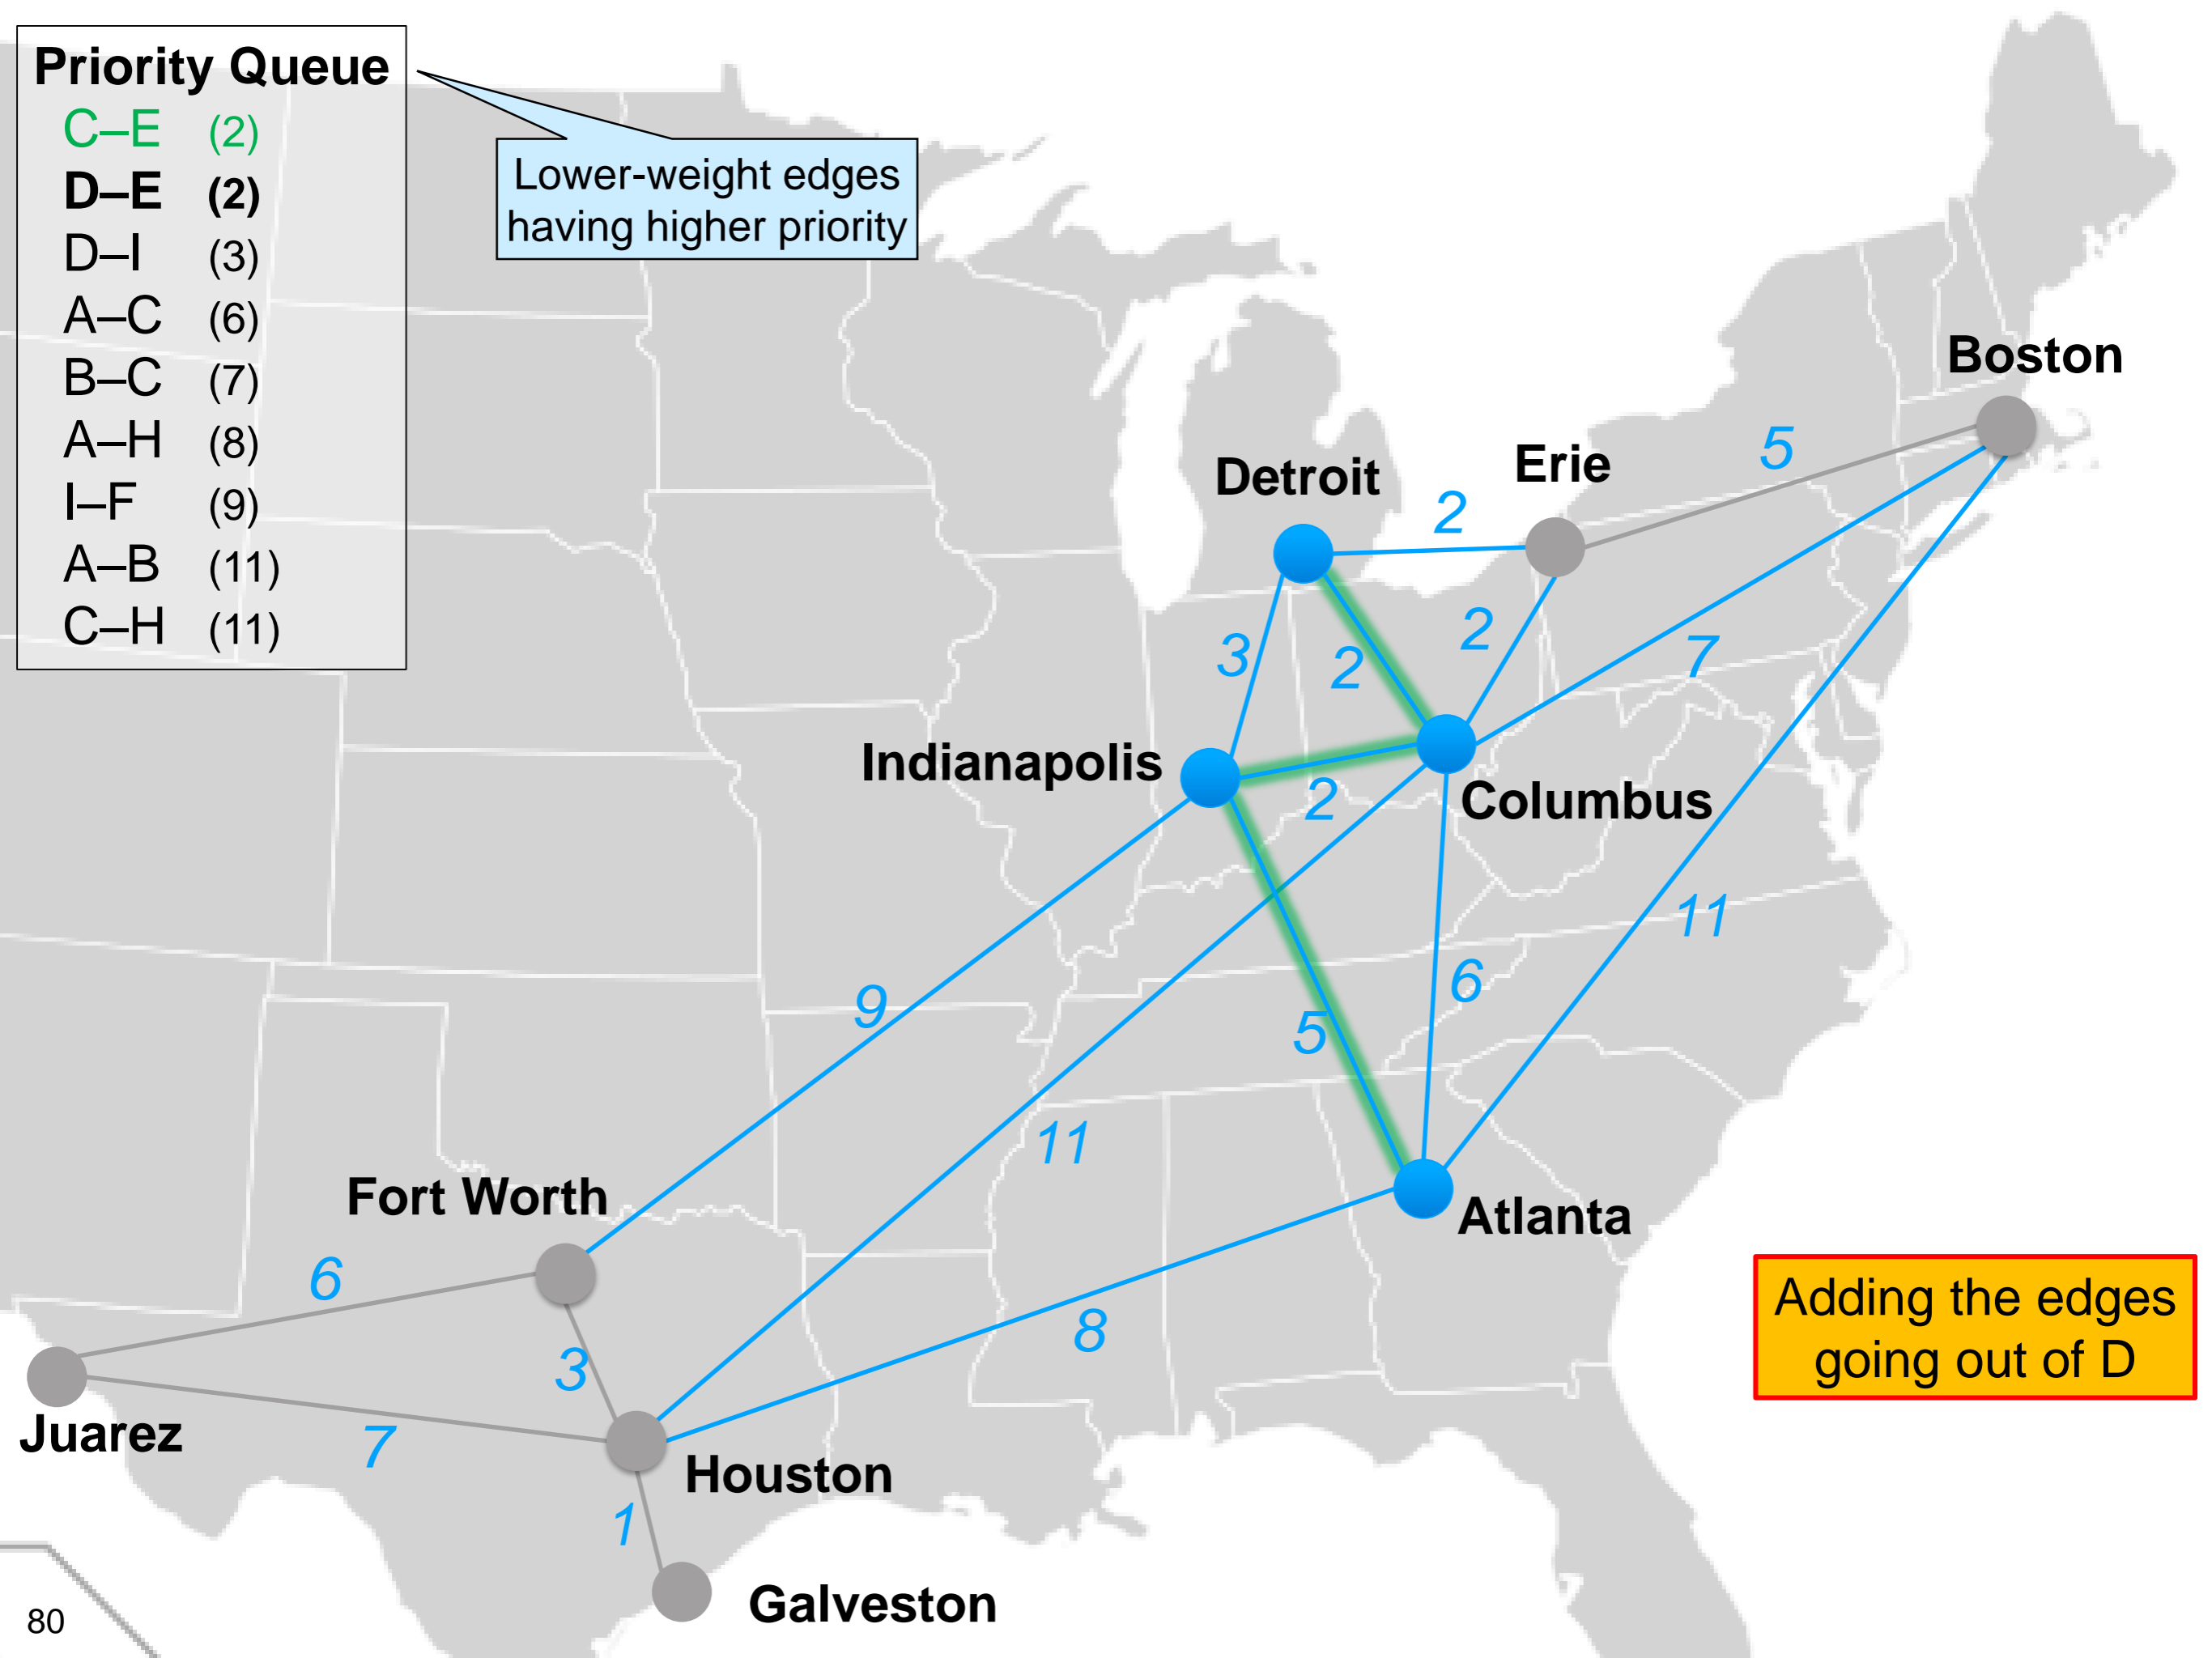 Priority Queue
C–E (2)
D–E (2)
D–I (3)
A–C (6)
B–C (7)
A–H (8)
I–F (9)
A–B (11)
C–H (11)
Lower-weight edges
having higher priority
Boston
5
Erie
Detroit
2
3
2
2
7
Indianapolis
2
Columbus
11
9
6
5
11
Fort Worth
Atlanta
6
8
3
Adding the edges
going out of D
Juarez
7
Houston
1
Galveston
80